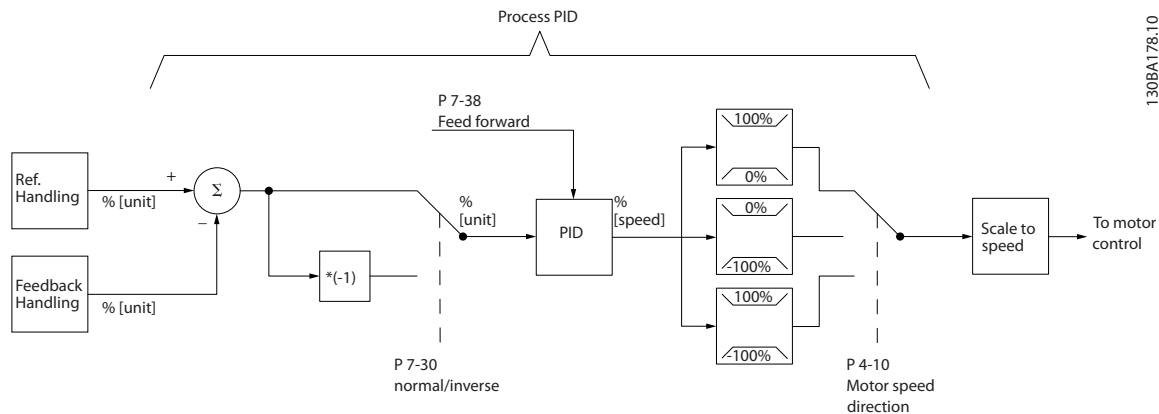 Process PID
130BA178.10
P 7-38
Feed forward
100%
0%
Ref.
Handling
+
% [unit]
Σ
_
%
[unit]
PID
%
[speed]
0%
-100%
Scale to
speed
To motor
control
Feedback
Handling
% [unit]
*(-1)
100%
-100%
P 7-30
normal/inverse
P 4-10
Motor speed
direction